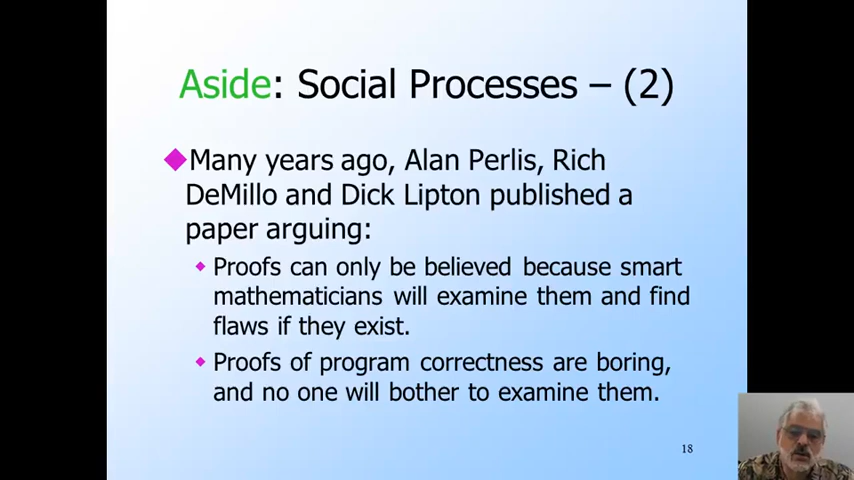 Aside: Social Processes – (2)
Many years ago, Alan Perlis, Rich
DeMillo and Dick Lipton published a
paper arguing:
Proofs can only be believed because smart
mathematicians will examine them and find
flaws if they exist.
Proofs of program correctness are boring,
and no one will bother to examine them.
18